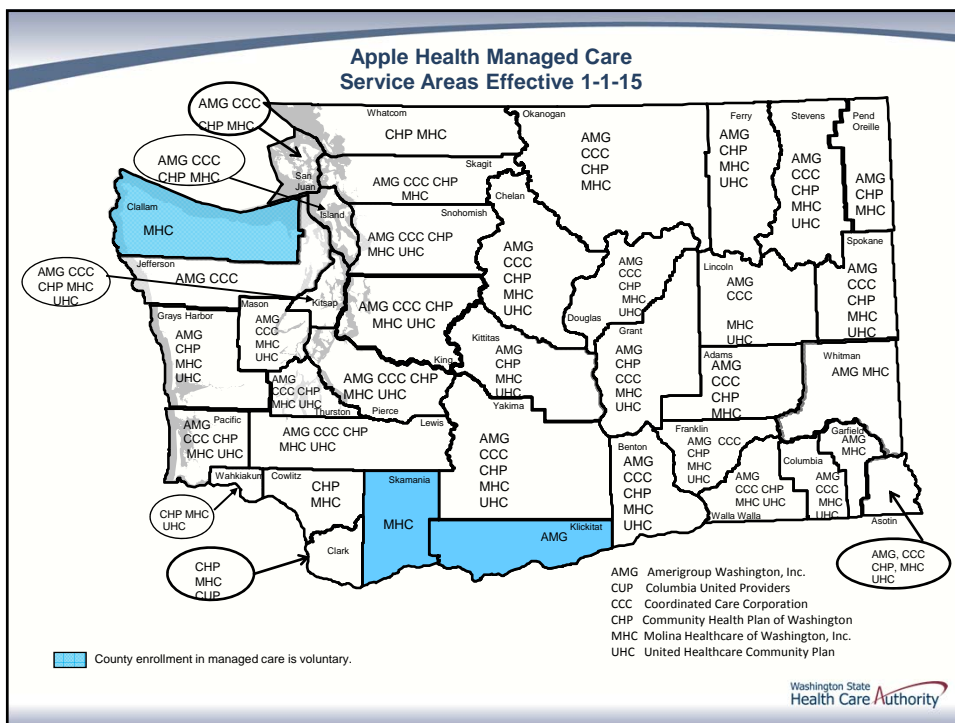 Apple Health Managed Care
Service Areas Effective 1-1-15
AMG CCC
CHP MHC
San
Juan
AMG CCC
CHP MHC
Island
Whatcom
CHP MHC
Skagit
AMG CCC CHP
MHC
Snohomish
AMG CCC CHP
MHC UHC
Okanogan
AMG
CCC
CHP
MHC
Ferry
AMG
CHP
MHC
UHC
Stevens
AMG
CCC
CHP
MHC
UHC
Pend
Oreille
AMG
CHP
MHC
Clallam
MHC
Jefferson
AMG CCC
AMG CCC
CHP MHC
UHC
Kitsap
Chelan
AMG
CCC
CHP
MHC
UHC
Douglas
AMG
CCC
CHP
MHC
UHC
Lincoln
AMG
CCC
MHC
UHC
Spokane
AMG
CCC
CHP
MHC
UHC
Grays Harbor
AMG
CHP
MHC
UHC
Mason
AMG
CCC
MHC
UHC
AMG CCC CHP
MHC UHC
King
Kittitas
AMG
CHP
MHC
UHC
Grant
AMG
CHP
CCC
MHC
UHC
Adams
AMG
CCC
CHP
MHC
Whitman
AMG MHC
AMG
CCC CHP
MHC UHC
Thurston
AMG CCC CHP
MHC UHC
Pierce
Pacific
AMG
CCC CHP
MHC UHC
Lewis
AMG CCC CHP
MHC UHC
Yakima
AMG
CCC
CHP
MHC
UHC
Benton
AMG
CCC
CHP
MHC
UHC
Franklin
AMG CCC
CHP
MHC
UHC
AMG
CCC CHP
MHC UHC
Walla Walla
Columbia
AMG
CCC
MHC
UHC
Garfield
AMG
MHC
Asotin
AMG, CCC
CHP, MHC
UHC
Wahkiakum
CHP MHC
UHC
Cowlitz
CHP
MHC
Clark
CHP
MHC
CUP
Skamania
MHC
Klickitat
AMG
AMG Amerigroup Washington, Inc.
CUP Columbia United Providers
CCC Coordinated Care Corporation
CHP Community Health Plan of Washington
MHC Molina Healthcare of Washington, Inc.
UHC United Healthcare Community Plan
County enrollment in managed care is voluntary.
Washington State
Health Care Authority